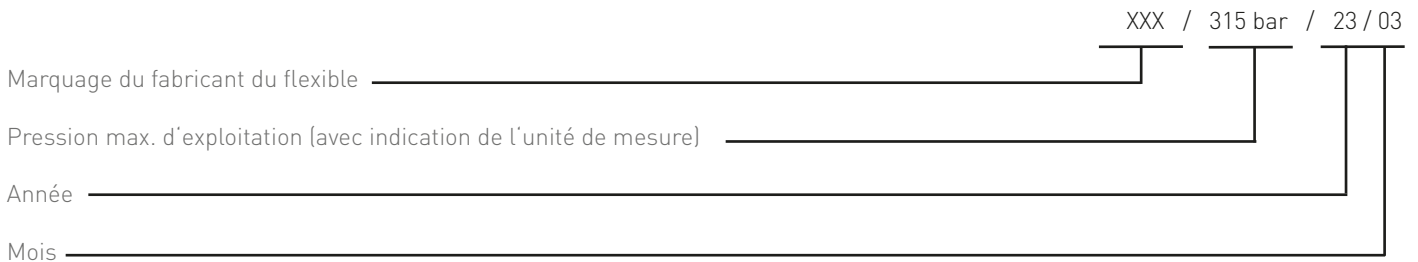 XXX / 315 bar / 23 / 03
Marquage du fabricant du flexible
Pression max. d‘exploitation (avec indication de l‘unité de mesure)
Année
Mois